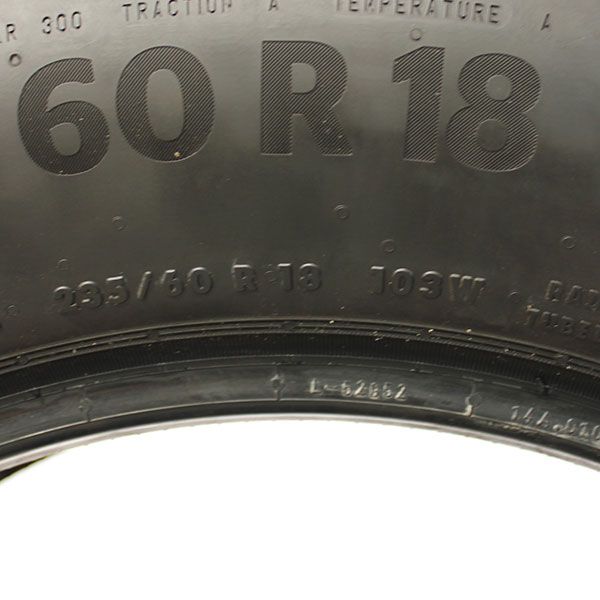 300 TRACTION A TEMPERATURE A
60 R 18
235/60 R 18 103W